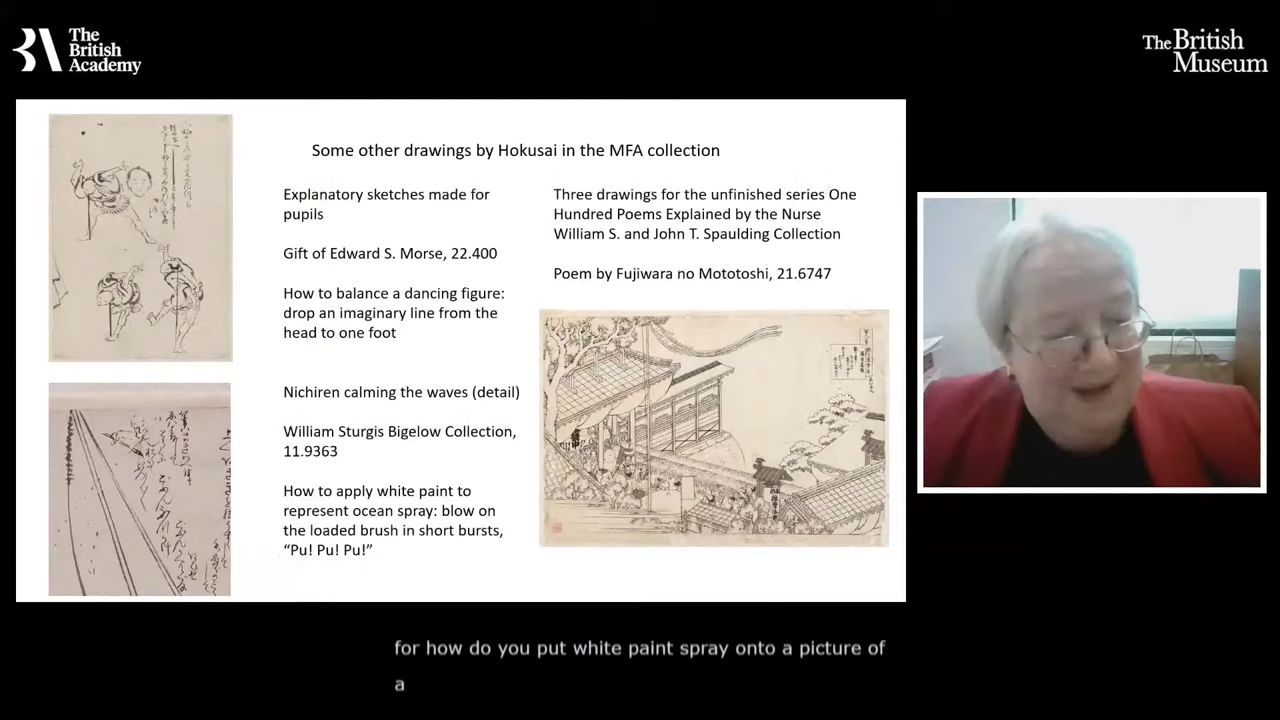 The
British
Academy
The British
Museum
Some other drawings by Hokusai in the MFA collection
Explanatory sketches made for
pupils
Gift of Edward S. Morse, 22.400
How to balance a dancing figure:
drop an imaginary line from the
head to one foot
Nichiren calming the waves (detail)
William Sturgis Bigelow Collection,
11.9363
How to apply white paint to
represent ocean spray: blow on
the loaded brush in short bursts,
“Pu! Pu! Pu!”
Three drawings for the unfinished series One
Hundred Poems Explained by the Nurse
William S. and John T. Spaulding Collection
Poem by Fujiwara no Mototoshi, 21.6747
for how do you put white paint spray onto a picture of
a